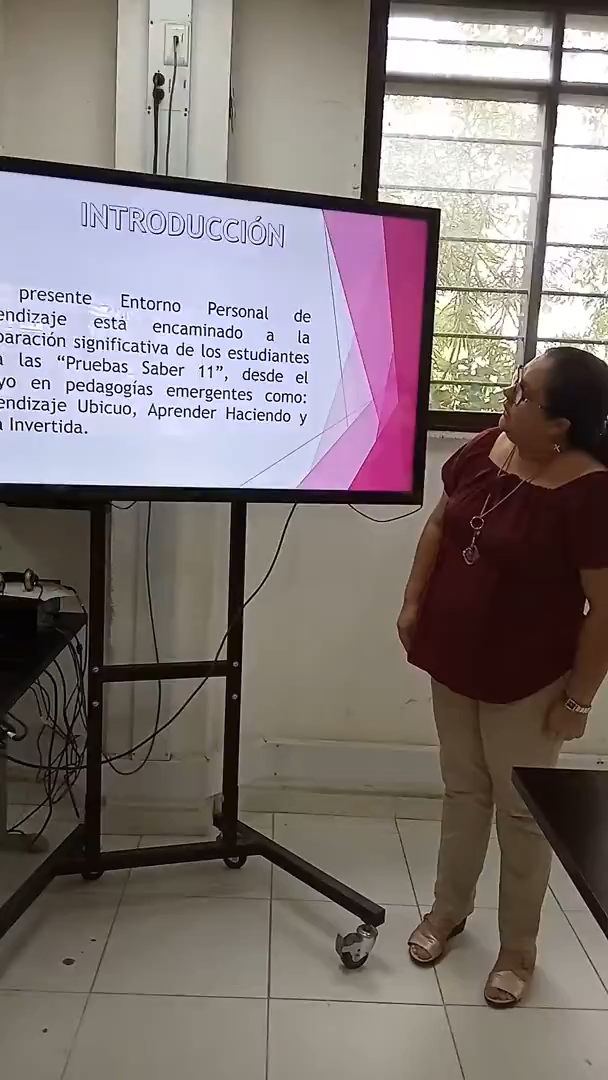 INTRODUCCIÓN
presente Entorno Personal de
endizaje está encaminado a la
paración significativa de los estudiantes
a las “Pruebas Saber 11”, desde el
yo en pedagogías emergentes como:
endizaje Ubicuo, Aprender Haciendo y
a Invertida.